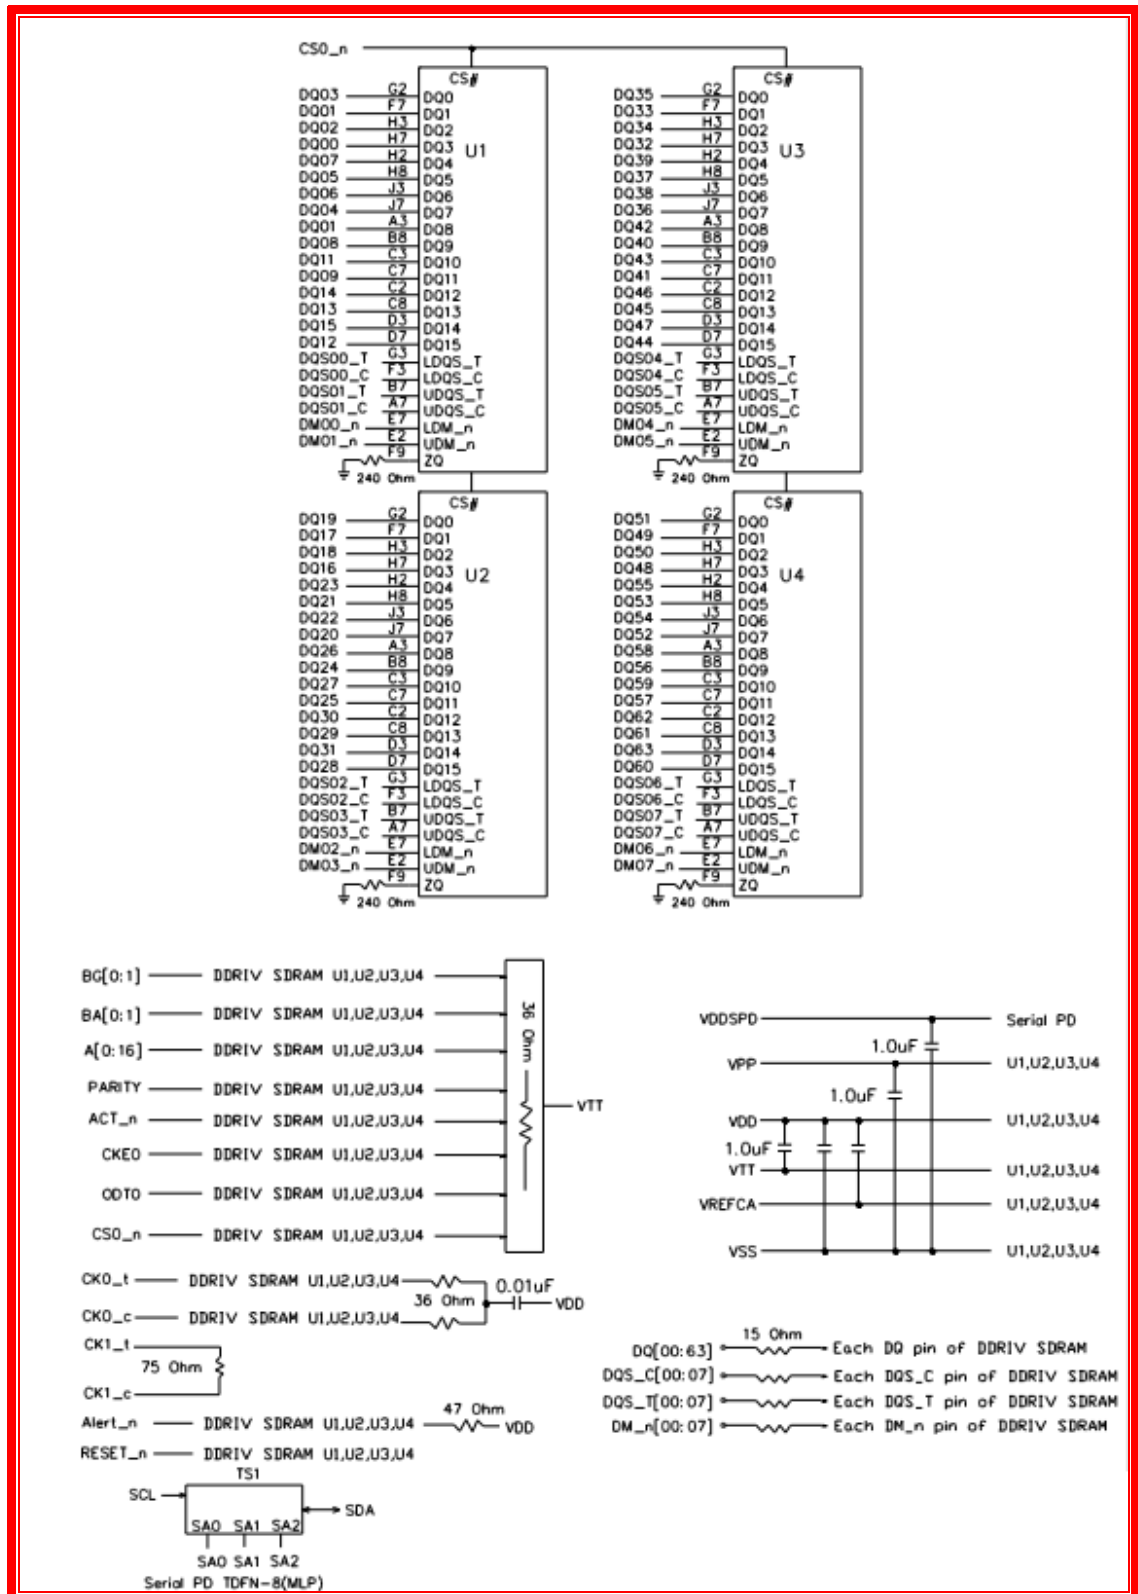 CS0_n
CS#
DQ03 G2 DQ0
DQ01 F7 DQ1
DQ02 H3 DQ2
DQ00 H7 DQ3
DQ07 H2 DQ4
DQ05 H8 DQ5
DQ06 J3 DQ6
DQ04 J7 DQ7
DQ01 A3 DQ8
DQ08 B8 DQ9
DQ11 C3 DQ10
DQ09 C7 DQ11
DQ14 C2 DQ12
DQ13 C8 DQ13
DQ15 D3 DQ14
DQ12 D7 DQ15
DQS00_T G3 LDQS_T
DQS00_C F3 LDQS_C
DQS01_T B7 UDQS_T
DQS01_C A7 UDQS_C
DM00_n E7 LDM_n
DM01_n E2 UDM_n
F9 ZQ
240 Ohm
U1
CS#
DQ35 G2 DQ0
DQ33 F7 DQ1
DQ34 H3 DQ2
DQ32 H7 DQ3
DQ39 H2 DQ4
DQ37 H8 DQ5
DQ38 J3 DQ6
DQ36 J7 DQ7
DQ42 A3 DQ8
DQ40 B8 DQ9
DQ43 C3 DQ10
DQ41 C7 DQ11
DQ46 C2 DQ12
DQ45 C8 DQ13
DQ47 D3 DQ14
DQ44 D7 DQ15
DQS04_T G3 LDQS_T
DQS04_C F3 LDQS_C
DQS05_T B7 UDQS_T
DQS05_C A7 UDQS_C
DM04_n E7 LDM_n
DM05_n E2 UDM_n
F9 ZQ
240 Ohm
U3
CS#
DQ19 G2 DQ0
DQ17 F7 DQ1
DQ18 H3 DQ2
DQ16 H7 DQ3
DQ23 H2 DQ4
DQ21 H8 DQ5
DQ22 J3 DQ6
DQ20 J7 DQ7
DQ26 A3 DQ8
DQ24 B8 DQ9
DQ27 C3 DQ10
DQ25 C7 DQ11
DQ30 C2 DQ12
DQ29 C8 DQ13
DQ31 D3 DQ14
DQ28 D7 DQ15
DQS02_T G3 LDQS_T
DQS02_C F3 LDQS_C
DQS03_T B7 UDQS_T
DQS03_C A7 UDQS_C
DM02_n E7 LDM_n
DM03_n E2 UDM_n
F9 ZQ
240 Ohm
U2
CS#
DQ51 G2 DQ0
DQ49 F7 DQ1
DQ50 H3 DQ2
DQ48 H7 DQ3
DQ55 H2 DQ4
DQ53 H8 DQ5
DQ54 J3 DQ6
DQ52 J7 DQ7
DQ58 A3 DQ8
DQ56 B8 DQ9
DQ59 C3 DQ10
DQ57 C7 DQ11
DQ62 C2 DQ12
DQ61 C8 DQ13
DQ63 D3 DQ14
DQ60 D7 DQ15
DQS06_T G3 LDQS_T
DQS06_C F3 LDQS_C
DQS07_T B7 UDQS_T
DQS07_C A7 UDQS_C
DM06_n E7 LDM_n
DM07_n E2 UDM_n
F9 ZQ
240 Ohm
U4
BG[0:1] DDRIV SDRAM U1,U2,U3,U4
BA[0:1] DDRIV SDRAM U1,U2,U3,U4
A[0:16] DDRIV SDRAM U1,U2,U3,U4
PARITY DDRIV SDRAM U1,U2,U3,U4
ACT_n DDRIV SDRAM U1,U2,U3,U4
CKE0 DDRIV SDRAM U1,U2,U3,U4
ODT0 DDRIV SDRAM U1,U2,U3,U4
CS0_n DDRIV SDRAM U1,U2,U3,U4
36 Ohm
VTT
CK0_t DDRIV SDRAM U1,U2,U3,U4
36 Ohm
0.01uF
VDD
CK0_c DDRIV SDRAM U1,U2,U3,U4
CK1_t
75 Ohm
CK1_c
Alert_n DDRIV SDRAM U1,U2,U3,U4 47 Ohm VDD
RESET_n DDRIV SDRAM U1,U2,U3,U4
TS1
SCL
SDA
SA0 SA1 SA2
SA0 SA1 SA2
Serial PD TDFN-8(MLP)
VDDSPD Serial PD
1.0uF
VPP U1,U2,U3,U4
1.0uF
VDD U1,U2,U3,U4
1.0uF
VTT U1,U2,U3,U4
VREFCA U1,U2,U3,U4
VSS U1,U2,U3,U4
15 Ohm
DQ[00:63] Each DQ pin of DDRIV SDRAM
DQS_C[00:07] Each DQS_C pin of DDRIV SDRAM
DQS_T[00:07] Each DQS_T pin of DDRIV SDRAM
DM_n[00:07] Each DM_n pin of DDRIV SDRAM